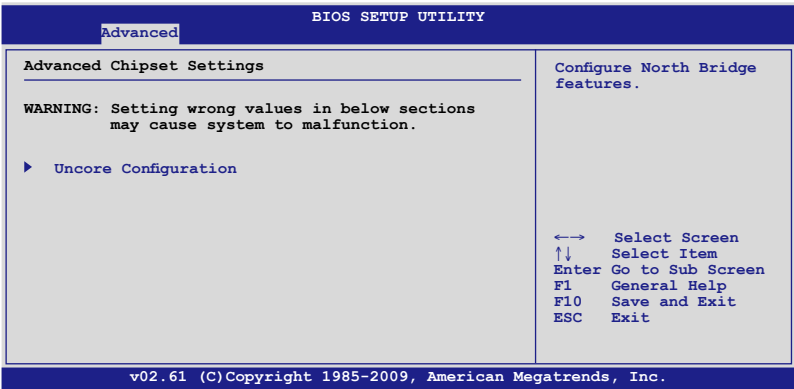 BIOS SETUP UTILITY
Advanced
Advanced Chipset Settings
WARNING: Setting wrong values in below sections
may cause system to malfunction.
Uncore Configuration
Configure North Bridge
features.
←→ Select Screen
↑↓ Select Item
Enter Go to Sub Screen
F1 General Help
F10 Save and Exit
ESC Exit
v02.61 (C)Copyright 1985-2009, American Megatrends, Inc.